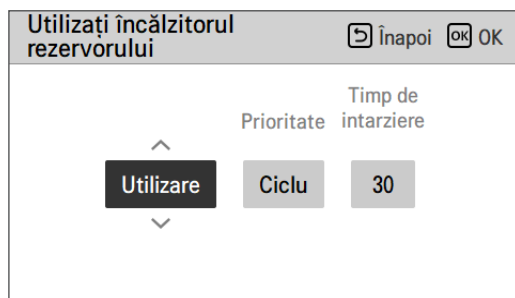 Utilizați încălzitorul
rezervorului
Înapoi OK OK
Timp de
Prioritate intarziere
Utilizare Ciclu 30